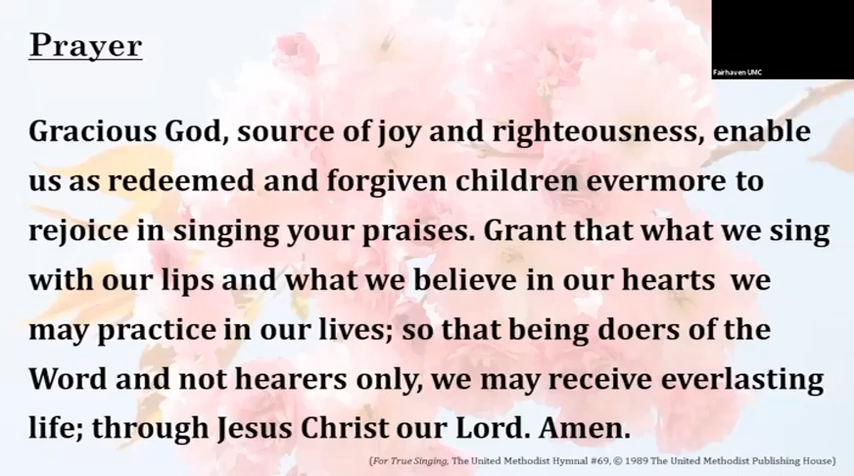 Prayer
Fairhaven UMC
Gracious God, source of joy and righteousness, enable
us as redeemed and forgiven children evermore to
rejoice in singing your praises. Grant that what we sing
with our lips and what we believe in our hearts  we
may practice in our lives; so that being doers of the
Word and not hearers only, we may receive everlasting
life; through Jesus Christ our Lord. Amen.
(For True Singing, The United Methodist Hymnal #69, © 1989 The United Methodist Publishing House)